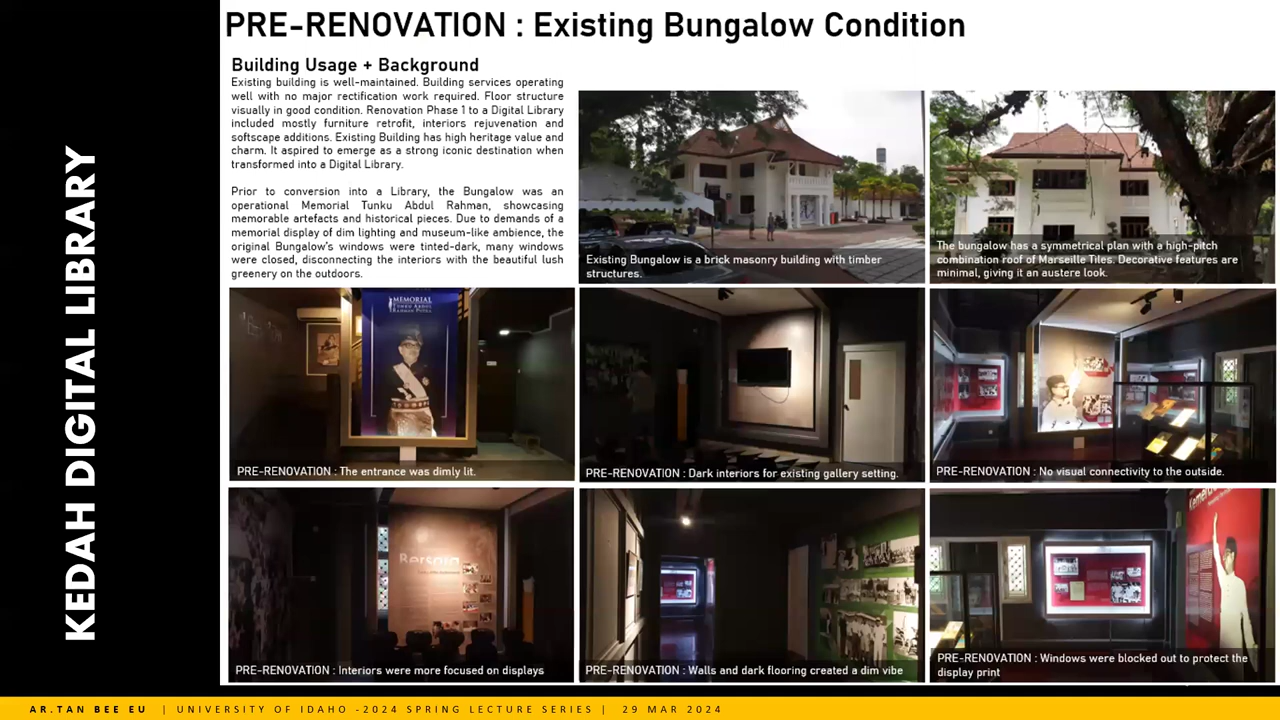 PRE-RENOVATION : Existing Bungalow Condition
KEDAH DIGITAL LIBRARY
Building Usage + Background
Existing building is well-maintained. Building services operating
well with no major rectification work required. Floor structure
visually in good condition. Renovation Phase 1 to a Digital Library
included mostly furniture retrofit, interiors rejuvenation and
softscape additions. Existing Building has high heritage value and
charm. It aspired to emerge as a strong iconic destination when
transformed into a Digital Library.
Prior to conversion into a Library, the Bungalow was an
operational Memorial Tunku Abdul Rahman, showcasing
memorable artefacts and historical pieces. Due to demands of a
memorial display of dim lighting and museum-like ambience, the
original Bungalow's windows were tinted-dark, many windows
were closed, disconnecting the interiors with the beautiful lush
greenery on the outdoors.
Existing Bungalow is a brick masonry building with timber
structures.
The bungalow has a symmetrical plan with a high-pitch
combination roof of Marseille Tiles. Decorative features are
minimal, giving it an austere look.
MEMORIAL
TUNKU ABDUL
RAHMAN PUTRA
PRE-RENOVATION : The entrance was dimly lit.
PRE-RENOVATION : Dark interiors for existing gallery setting.
PRE-RENOVATION : No visual connectivity to the outside.
Bersara
PRE-RENOVATION : Interiors were more focused on displays
PRE-RENOVATION : Walls and dark flooring created a dim vibe
PRE-RENOVATION : Windows were blocked out to protect the
display print
AR.TAN BEE EU | UNIVERSITY OF IDAHO -2024 SPRING LECTURE SERIES | 29 MAR 2024